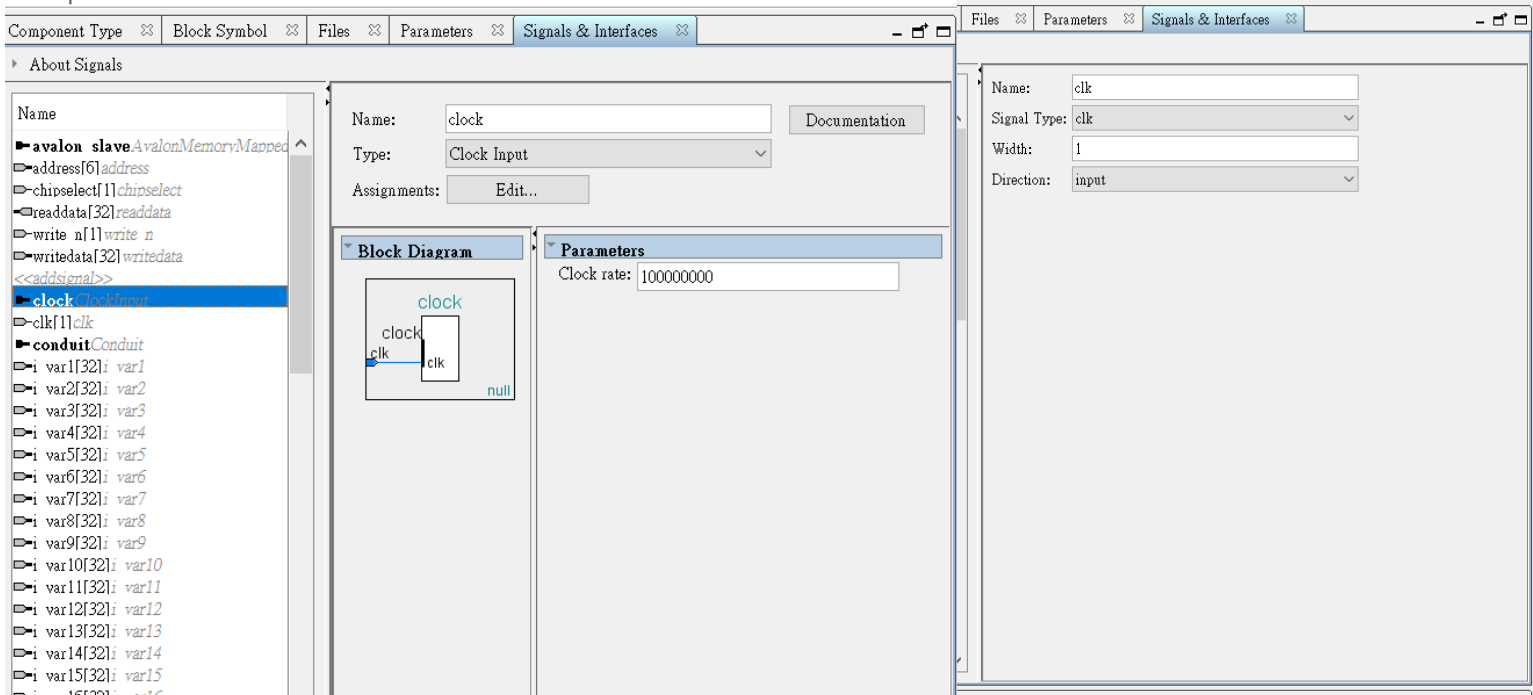 Component Type Block Symbol Files Parameters Signals & Interfaces
About Signals
Name
avalon_slave AvalonMemoryMapped
address[6] address
chipselect[1] chipselect
readdata[32] readdata
write_n[1] write_n
writedata[32] writedata
<<add signal>>
clock Clock Input
clk[1] clk
conduit Conduit
i_var1[32] i_var1
i_var2[32] i_var2
i_var3[32] i_var3
i_var4[32] i_var4
i_var5[32] i_var5
i_var6[32] i_var6
i_var7[32] i_var7
i_var8[32] i_var8
i_var9[32] i_var9
i_var10[32] i_var10
i_var11[32] i_var11
i_var12[32] i_var12
i_var13[32] i_var13
i_var14[32] i_var14
i_var15[32] i_var15
Name: clock Documentation
Type: Clock Input
Assignments: Edit...
Block Diagram
clock
clock
clk
clk
null
Parameters
Clock rate: 100000000
Files Parameters Signals & Interfaces
Name: clk
Signal Type: clk
Width: 1
Direction: input